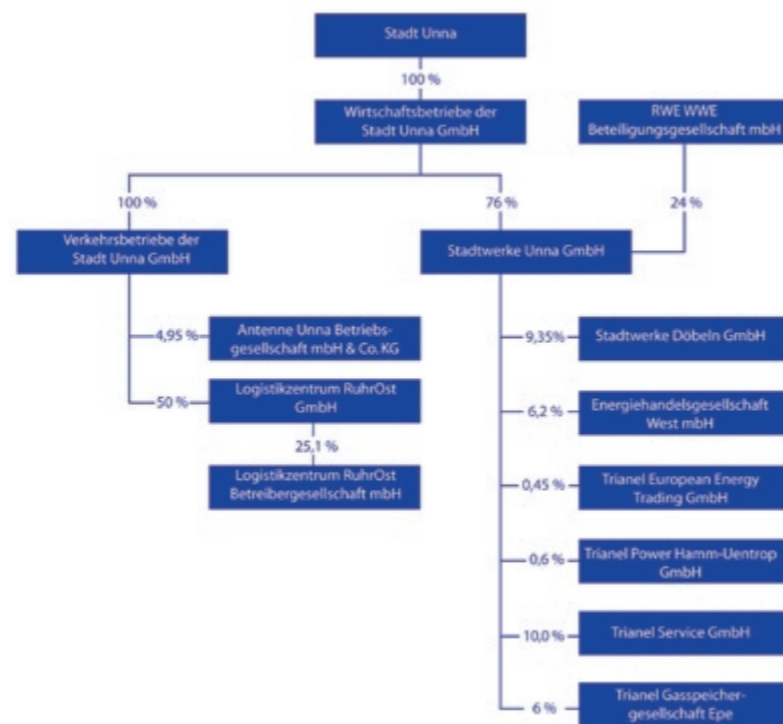 Stadt Unna
100 %
Wirtschaftsbetriebe der
Stadt Unna GmbH
RWE WWE
Beteiligungsgesellschaft mbH
100 %
76 %
24 %
Verkehrsbetriebe der
Stadt Unna GmbH
Stadtwerke Unna GmbH
4,95 %
Antenne Unna Betriebs-
gesellschaft mbH & Co. KG
50 %
Logistikzentrum RuhrOst
GmbH
25,1 %
Logistikzentrum RuhrOst
Betreibergesellschaft mbH
9,35%
Stadtwerke Döbeln GmbH
6,2 %
Energiehandelsgesellschaft
West mbH
0,45 %
Trianel European Energy
Trading GmbH
0,6 %
Trianel Power Hamm-Uentrop
GmbH
10,0 %
Trianel Service GmbH
6 %
Trianel Gasspeicher-
gesellschaft Epe